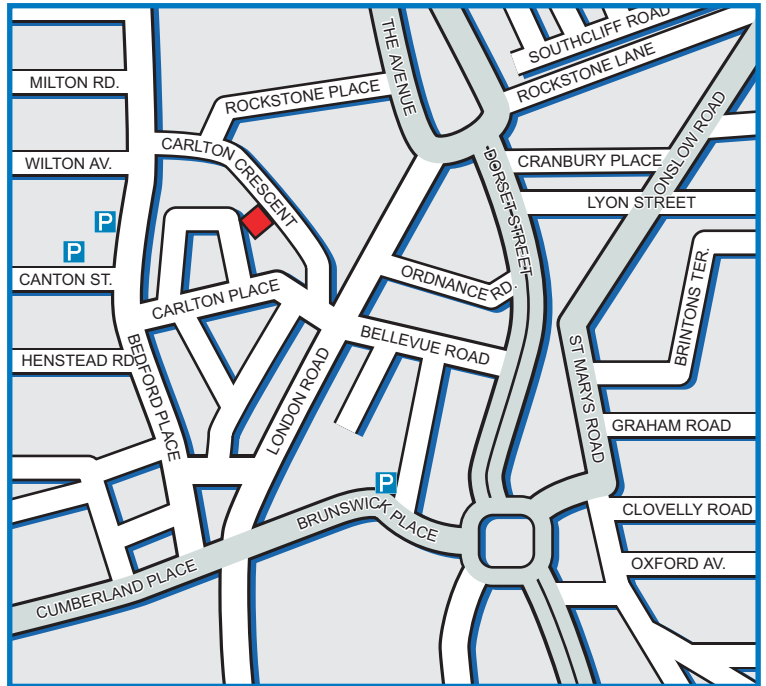 THE AVENUE
SOUTHCLIFF ROAD
ROCKSTONE LANE
MILTON RD.
ROCKSTONE PLACE
ONSLOW ROAD
CARLTON CRESCENT
WILTON AV.
CRANBURY PLACE
DORSET STREET
LYON STREET
P
P
CANTON ST.
ORDNANCE RD.
BRINTONS TER.
CARLTON PLACE
BELLEVUE ROAD
HENSTEAD RD.
BEDFORD PLACE
LONDON ROAD
ST MARYS ROAD
GRAHAM ROAD
P
BRUNSWICK PLACE
CLOVELLY ROAD
OXFORD AV.
CUMBERLAND PLACE